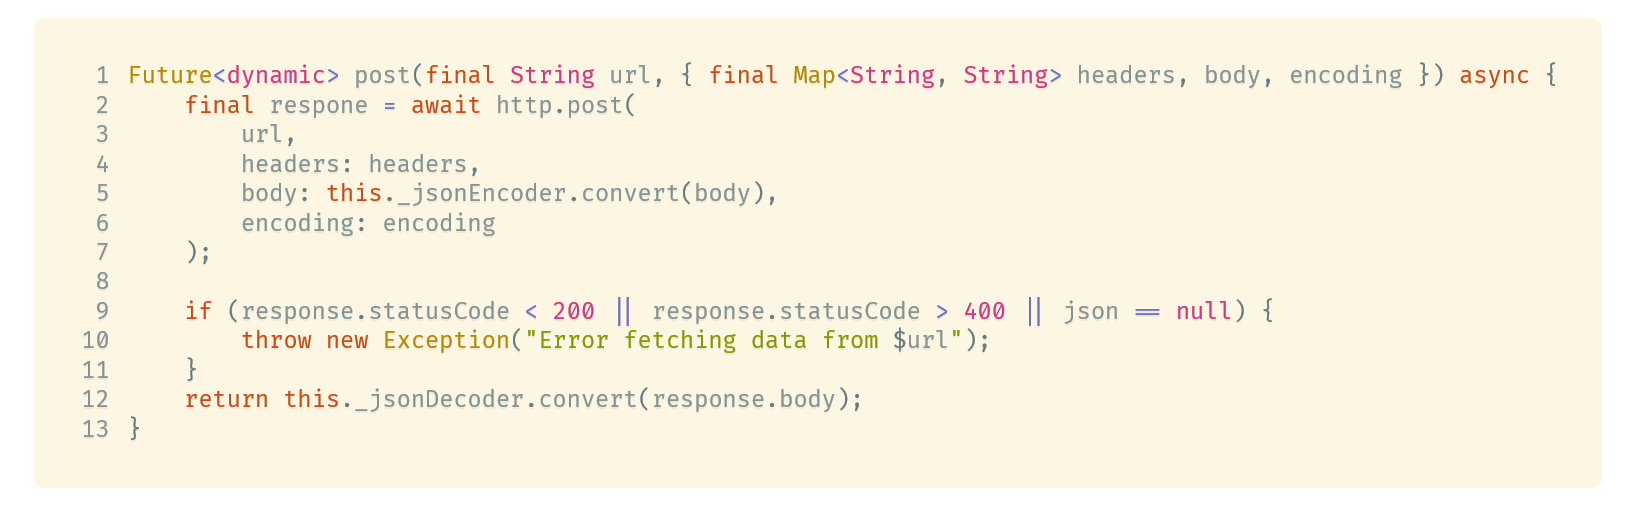 1 Future<dynamic> post(final String url, { final Map<String, String> headers, body, encoding }) async {
2     final respone = await http.post(
3         url,
4         headers: headers,
5         body: this._jsonEncoder.convert(body),
6         encoding: encoding
7     );
8
9     if (response.statusCode < 200 || response.statusCode > 400 || json == null) {
10         throw new Exception("Error fetching data from $url");
11     }
12     return this._jsonDecoder.convert(response.body);
13 }